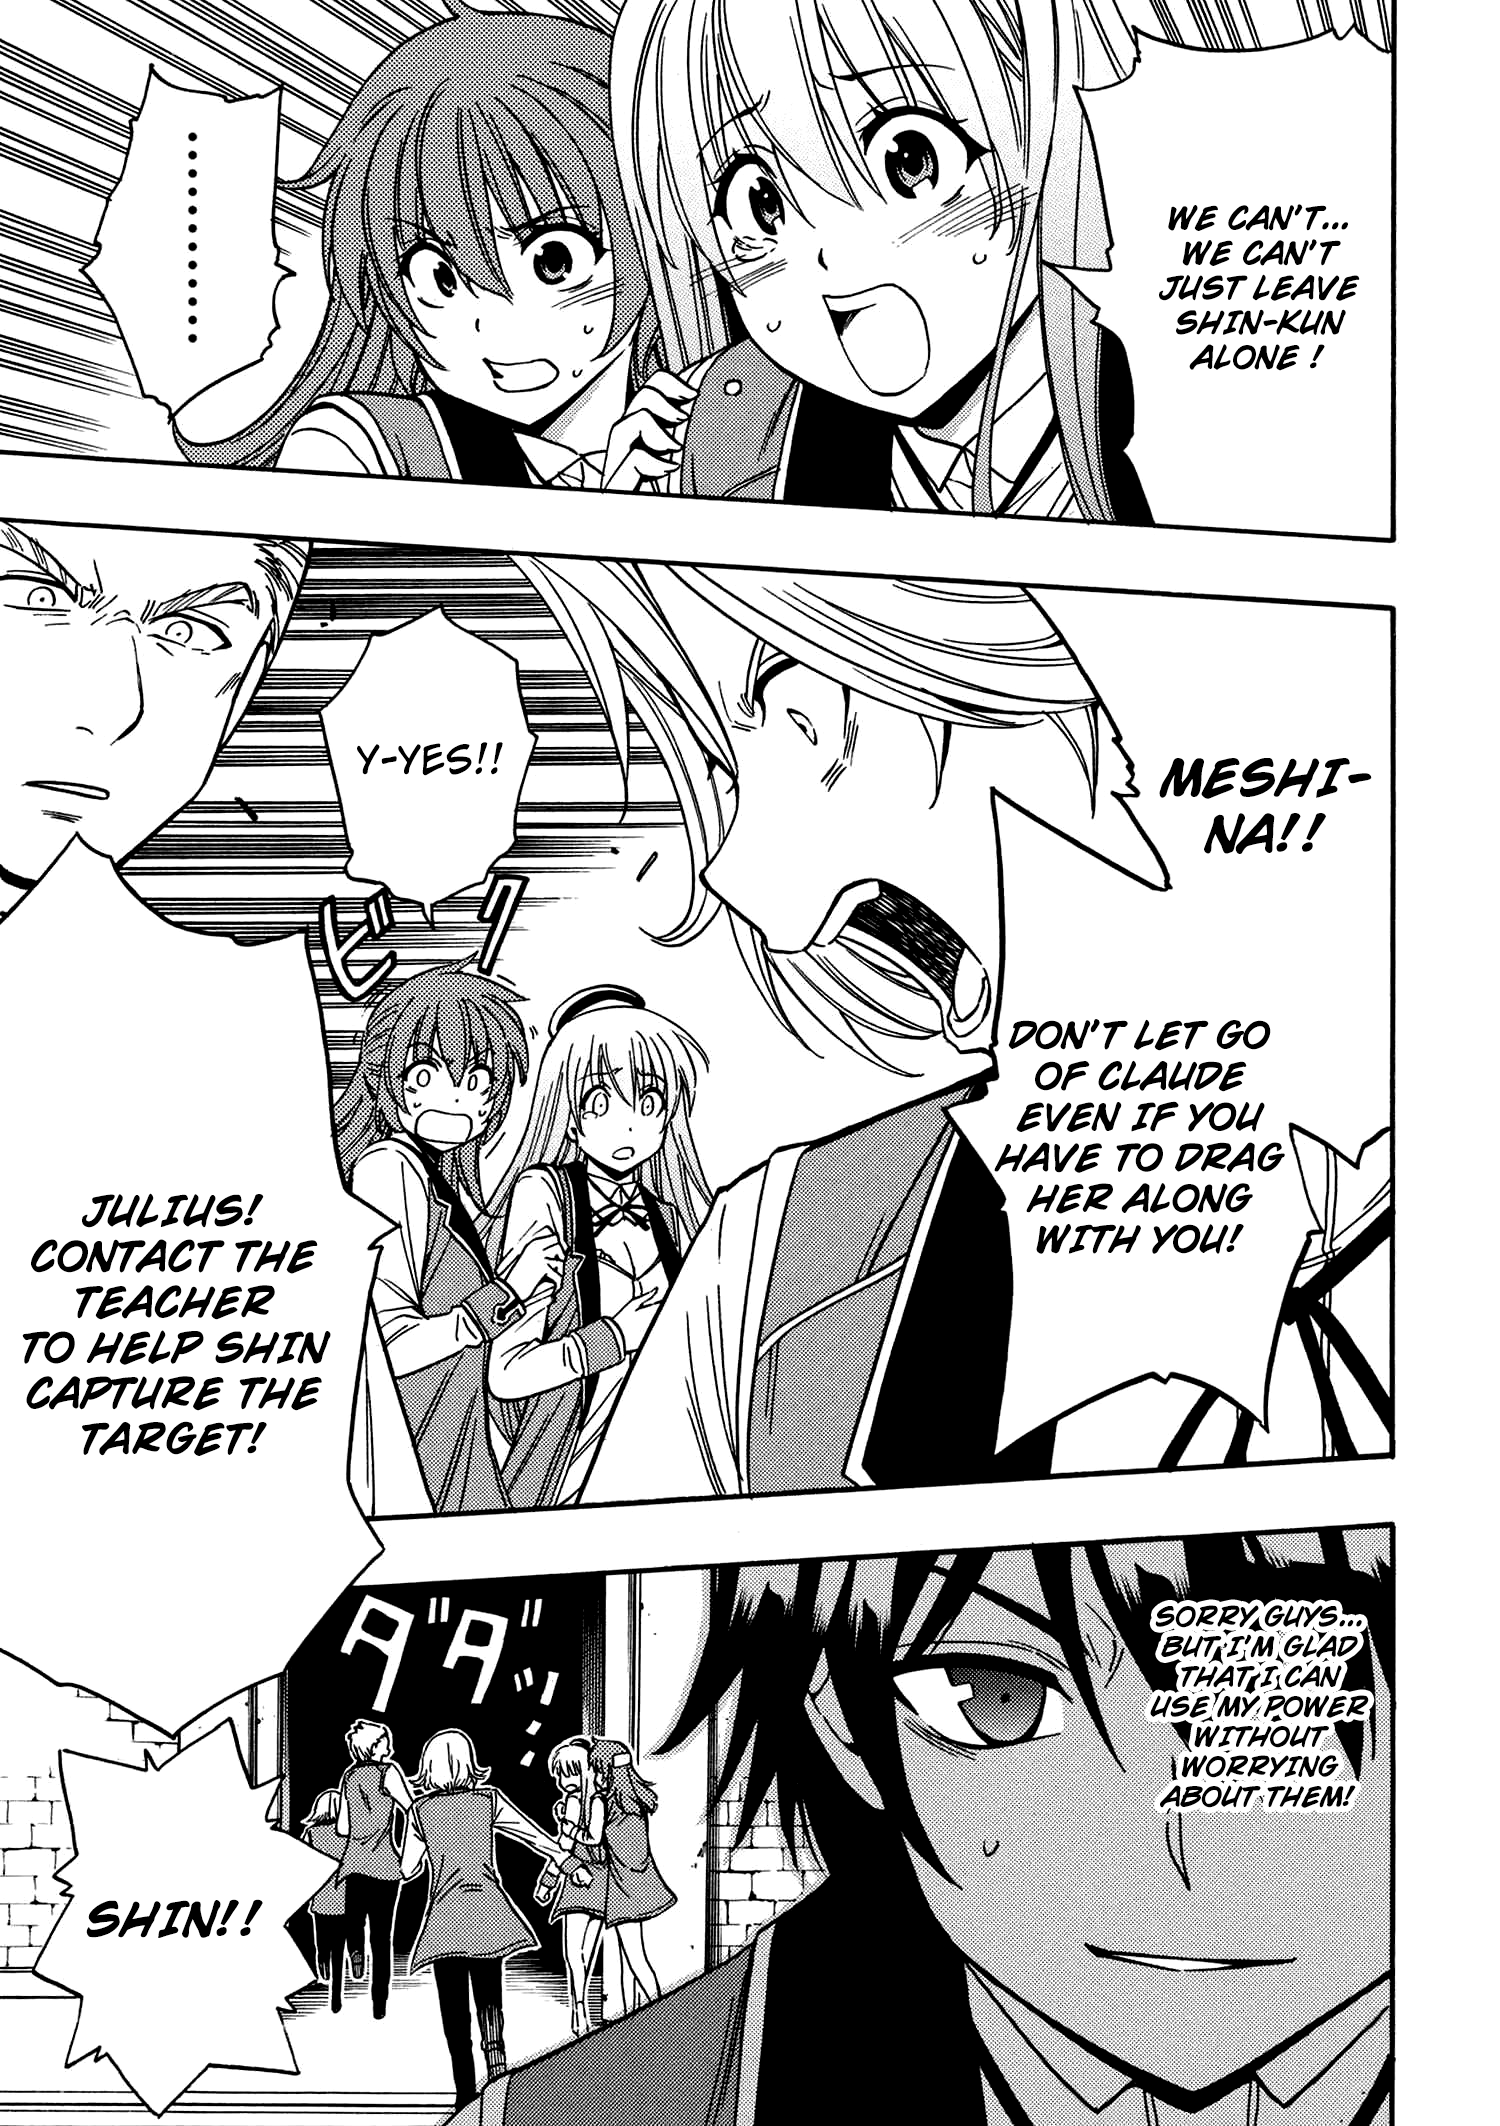 WE CAN'T...
WE CAN'T
JUST LEAVE
SHIN-KUN
ALONE !
..........
MESHI-
NA!!
DON'T LET GO
OF CLAUDE
EVEN IF YOU
HAVE TO DRAG
HER ALONG
WITH YOU!
Y-YES!!
ビク
JULIUS!
CONTACT THE
TEACHER
TO HELP SHIN
CAPTURE THE
TARGET!
SORRY GUYS...
BUT I'M GLAD
THAT I CAN
USE MY POWER
WITHOUT
WORRYING
ABOUT THEM!
ダダッ!!
SHIN!!